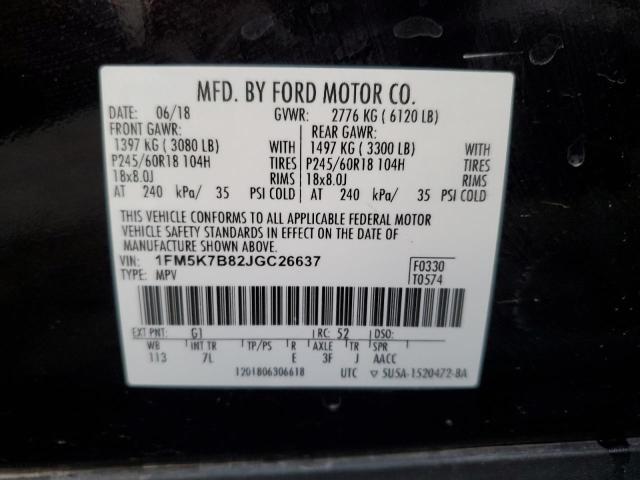 MFD. BY FORD MOTOR CO.
DATE: 06/18 GVWR: 2776 KG ( 6120 LB)
FRONT GAWR: REAR GAWR:
1397 KG ( 3080 LB) WITH 1497 KG ( 3300 LB) WITH
P245/60R18 104H TIRES P245/60R18 104H TIRES
18x8.0J RIMS 18x8.0J RIMS
AT 240 kPa/ 35 PSI COLD AT 240 kPa/ 35 PSI COLD
THIS VEHICLE CONFORMS TO ALL APPLICABLE FEDERAL MOTOR
VEHICLE SAFETY STANDARDS IN EFFECT ON THE DATE OF
MANUFACTURE SHOWN ABOVE.
VIN: 1FM5K7B82JGC26637 F0330
TYPE: MPV T0574
EXT PNT: G1 RC: 52 DSO:
WB INT TR TP/PS R AXLE TR SPR
113 7L E 3F J AACC
1201806306618 UTC ▽ 5U5A-1520472-BA